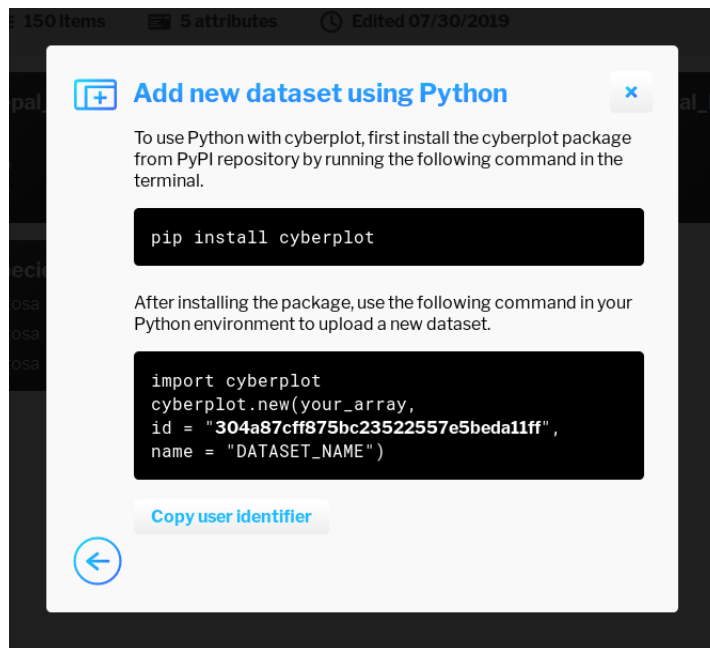 150 items 5 attributes Edited 07/30/2019
Add new dataset using Python
×
To use Python with cyberplot, first install the cyberplot package
from PyPI repository by running the following command in the
terminal.
pip install cyberplot
After installing the package, use the following command in your
Python environment to upload a new dataset.
import cyberplot
cyberplot.new(your_array,
id = "304a87cff875bc23522557e5beda11ff",
name = "DATASET_NAME")
Copy user identifier